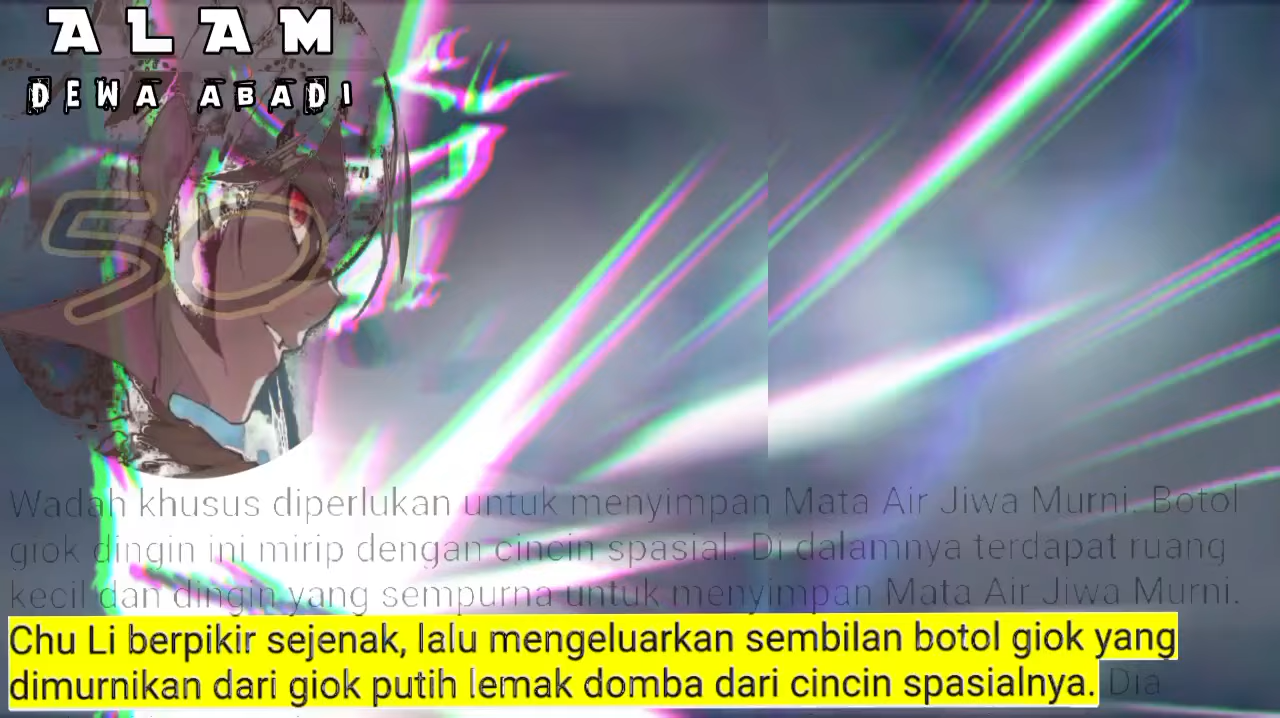 ALAM
DEWA ABADI
50
Wadah khusus diperlukan untuk menyimpan Mata Air Jiwa Murni. Botol
giok dingin ini mirip dengan cincin spasial. Di dalamnya terdapat ruang
kecil dan dingin yang sempurna untuk menyimpan Mata Air Jiwa Murni.
Chu Li berpikir sejenak, lalu mengeluarkan sembilan botol giok yang
dimurnikan dari giok putih lemak domba dari cincin spasialnya. Dia